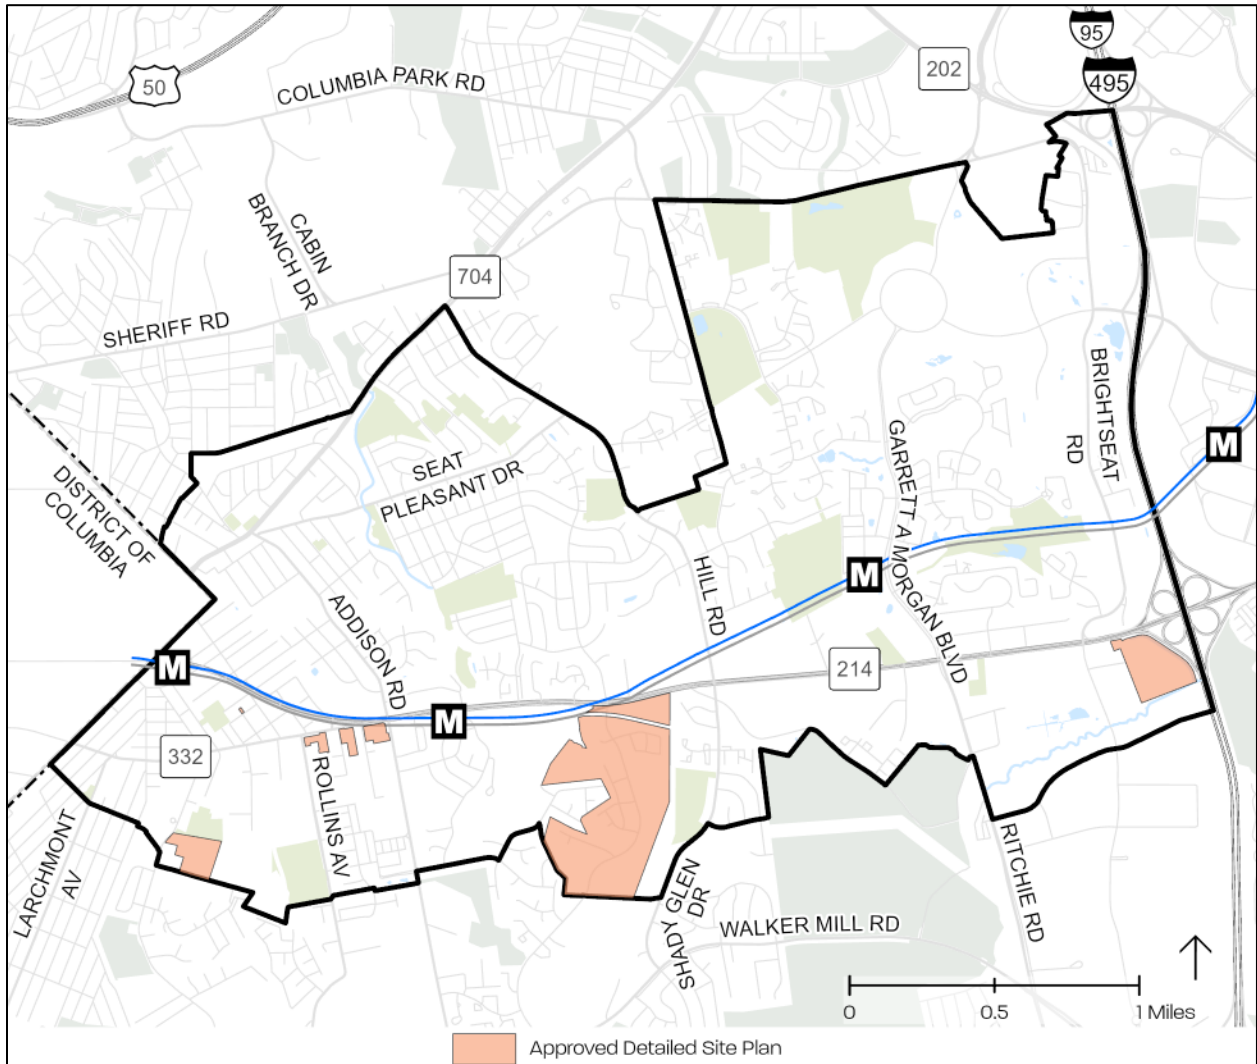 95
495
50
202
COLUMBIA PARK RD
CABIN
BRANCH DR
704
SHERIFF RD
BRIGHTSEAT
RD
GARRETT A MORGAN BLVD
M
SEAT
PLEASANT DR
DISTRICT OF
COLUMBIA
HILL RD
M
ADDISON RD
M
214
M
332
ROLLINS AV
LARCHMONT
AV
SHADY GLEN
DR
RITCHIE RD
WALKER MILL RD
0
0.5
1 Miles
Approved Detailed Site Plan